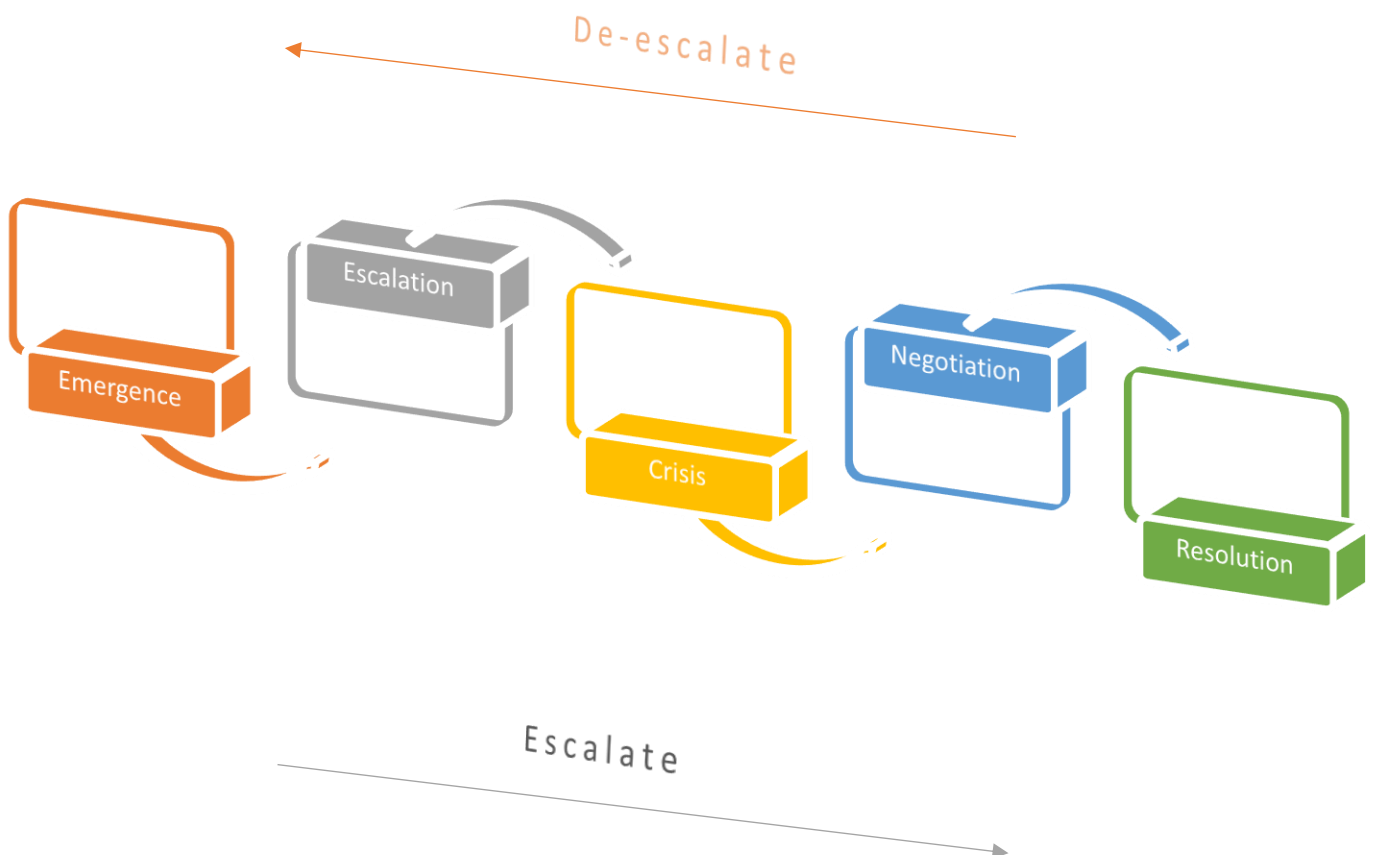 De-escalate
Emergence
Escalation
Crisis
Negotiation
Resolution
Escalate